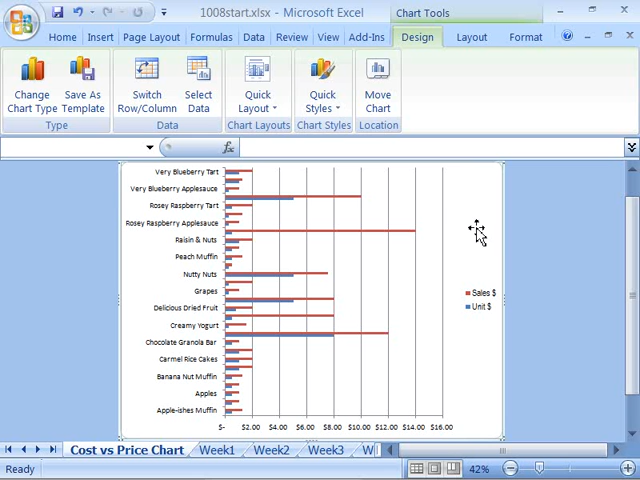 1008start.xlsx - Microsoft Excel
Chart Tools
Home Insert Page Layout Formulas Data Review View Add-Ins Design Layout Format
Change Chart Type
Save As Template
Switch Row/Column
Select Data
Quick Layout
Quick Styles
Move Chart
Type Data Chart Layouts Chart Styles Location
fx
Very Blueberry Tart
Very Blueberry Applesauce
Rosey Raspberry Tart
Rosey Raspberry Applesauce
Raisin & Nuts
Peach Muffin
Nutty Nuts
Grapes
Delicious Dried Fruit
Creamy Yogurt
Chocolate Granola Bar
Carmel Rice Cakes
Banana Nut Muffin
Apples
Apple-ishes Muffin
Sales $
Unit $
$- $2.00 $4.00 $6.00 $8.00 $10.00 $12.00 $14.00 $16.00
Cost vs Price Chart Week1 Week2 Week3 W
Ready 42%